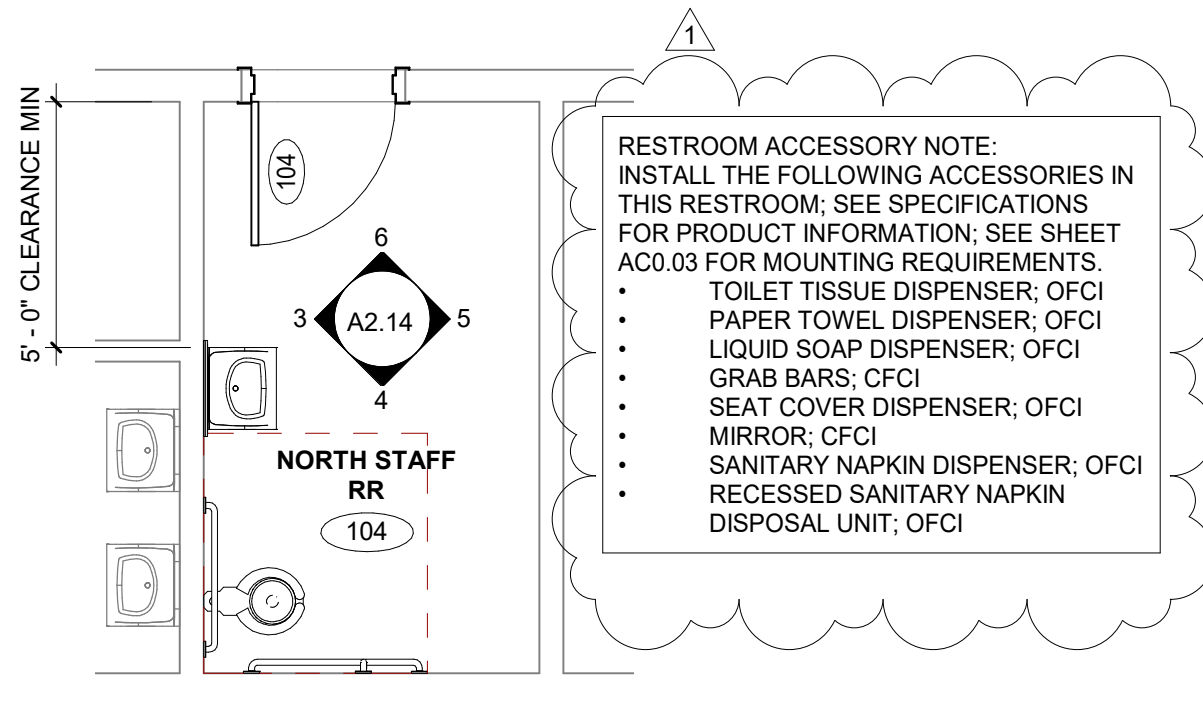 1
5' - 0" CLEARANCE MIN
104
6
3
A2.14
5
4
NORTH STAFF
RR
104
RESTROOM ACCESSORY NOTE:
INSTALL THE FOLLOWING ACCESSORIES IN
THIS RESTROOM; SEE SPECIFICATIONS
FOR PRODUCT INFORMATION; SEE SHEET
AC0.03 FOR MOUNTING REQUIREMENTS.
• TOILET TISSUE DISPENSER; OFCI
• PAPER TOWEL DISPENSER; OFCI
• LIQUID SOAP DISPENSER; OFCI
• GRAB BARS; CFCI
• SEAT COVER DISPENSER; OFCI
• MIRROR; CFCI
• SANITARY NAPKIN DISPENSER; OFCI
• RECESSED SANITARY NAPKIN
DISPOSAL UNIT; OFCI